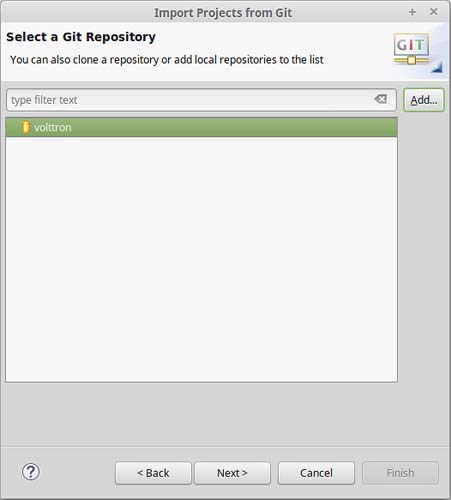 Import Projects from Git
Select a Git Repository
You can also clone a repository or add local repositories to the list
GIT
type filter text
Add...
volttron
?
< Back
Next >
Cancel
Finish